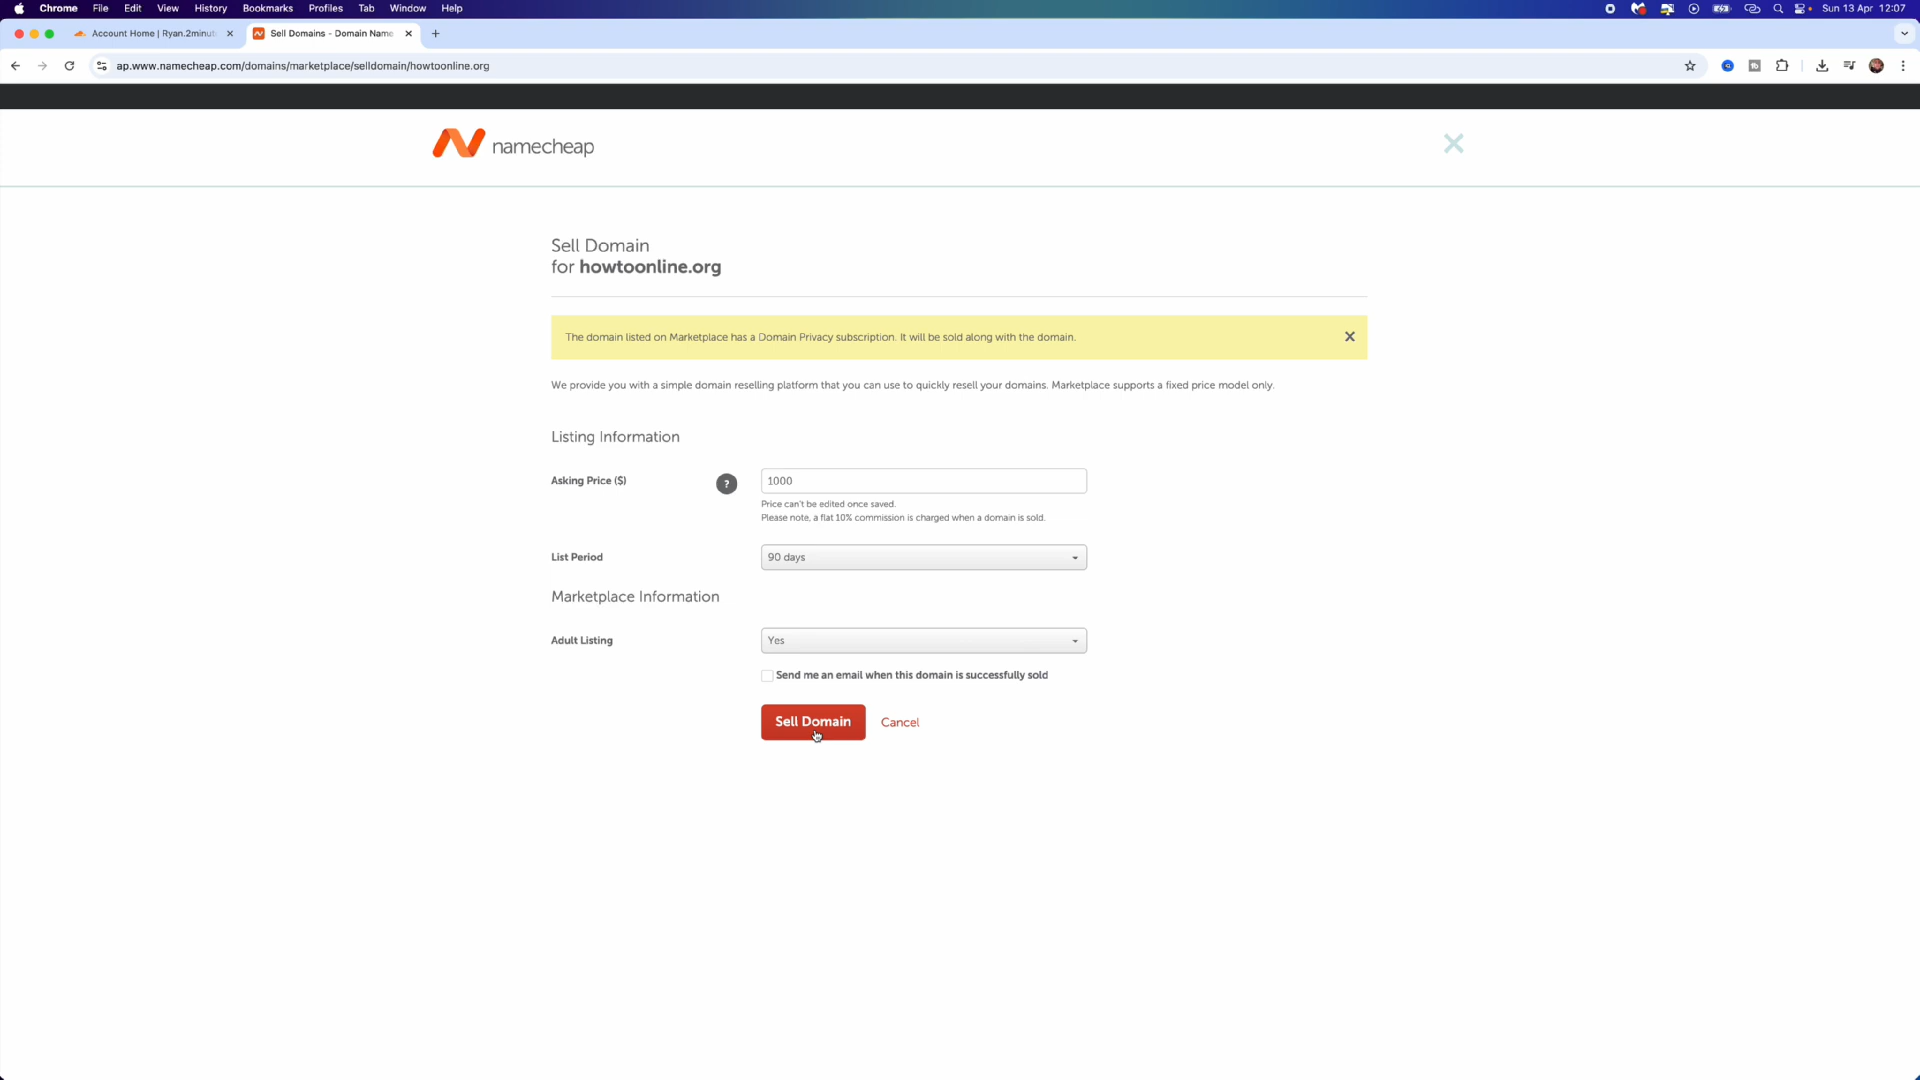 Chrome File Edit View History Bookmarks Profiles Tab Window Help Sun 13 Apr 12:07
Account Home | Ryan.2minut Sell Domains - Domain Name
ap.www.namecheap.com/domains/marketplace/selldomain/howtoonline.org
namecheap
Sell Domain
for howtoonline.org
The domain listed on Marketplace has a Domain Privacy subscription. It will be sold along with the domain.
We provide you with a simple domain reselling platform that you can use to quickly resell your domains. Marketplace supports a fixed price model only.
Listing Information
Asking Price ($) ? 1000
Price can't be edited once saved.
Please note, a flat 10% commission is charged when a domain is sold.
List Period 90 days
Marketplace Information
Adult Listing Yes
Send me an email when this domain is successfully sold
Sell Domain Cancel